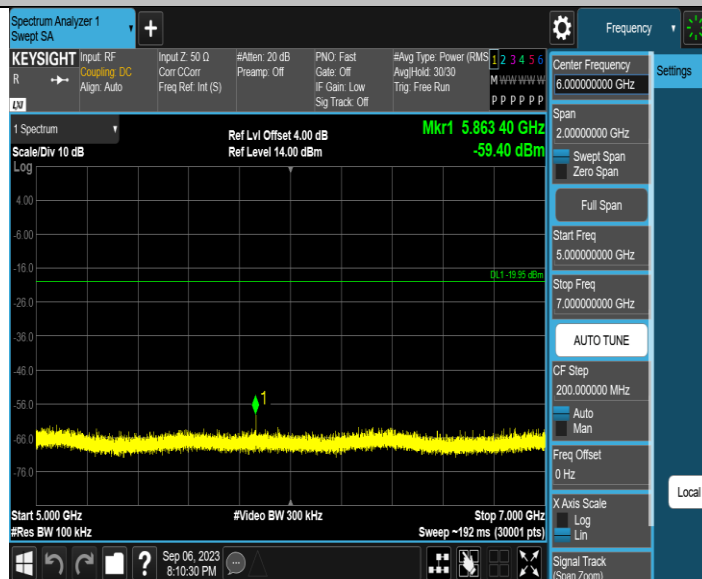 Spectrum Analyzer 1
Swept SA
+
Frequency
KEYSIGHT
R
LXI
Input: RF
Coupling: DC
Align: Auto
Input Z: 50 Ω
Corr CCorr
Freq Ref: Int (S)
#Atten: 20 dB
Preamp: Off
PNO: Fast
Gate: Off
IF Gain: Low
Sig Track: Off
#Avg Type: Power (RMS
Avg|Hold: 30/30
Trig: Free Run
1 2 3 4 5 6
M W W W W W
P P P P P P
1 Spectrum
Scale/Div 10 dB
Log
Ref Lvl Offset 4.00 dB
Ref Level 14.00 dBm
Mkr1 5.863 40 GHz
-59.40 dBm
4.00
-6.00
-16.0
-26.0
-36.0
-46.0
-56.0
-66.0
-76.0
DL1 -19.95 dBm
1
Start 5.000 GHz
#Res BW 100 kHz
#Video BW 300 kHz
Stop 7.000 GHz
Sweep ~192 ms (30001 pts)
?
Sep 06, 2023
8:10:30 PM
Center Frequency
6.000000000 GHz
Span
2.00000000 GHz
Swept Span
Zero Span
Full Span
Start Freq
5.000000000 GHz
Stop Freq
7.000000000 GHz
AUTO TUNE
CF Step
200.000000 MHz
Auto
Man
Freq Offset
0 Hz
X Axis Scale
Log
Lin
Signal Track
(Span Zoom)
Settings
Local